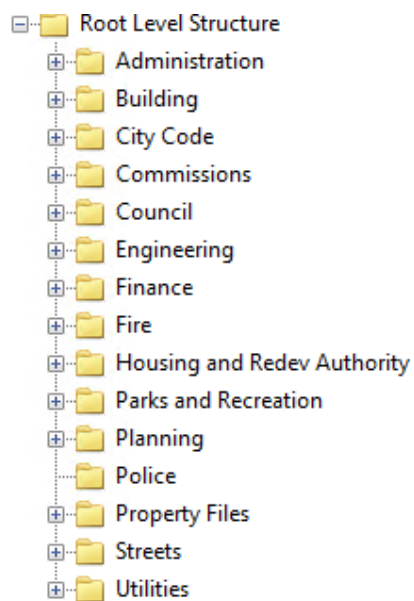 Root Level Structure
Administration
Building
City Code
Commissions
Council
Engineering
Finance
Fire
Housing and Redev Authority
Parks and Recreation
Planning
Police
Property Files
Streets
Utilities